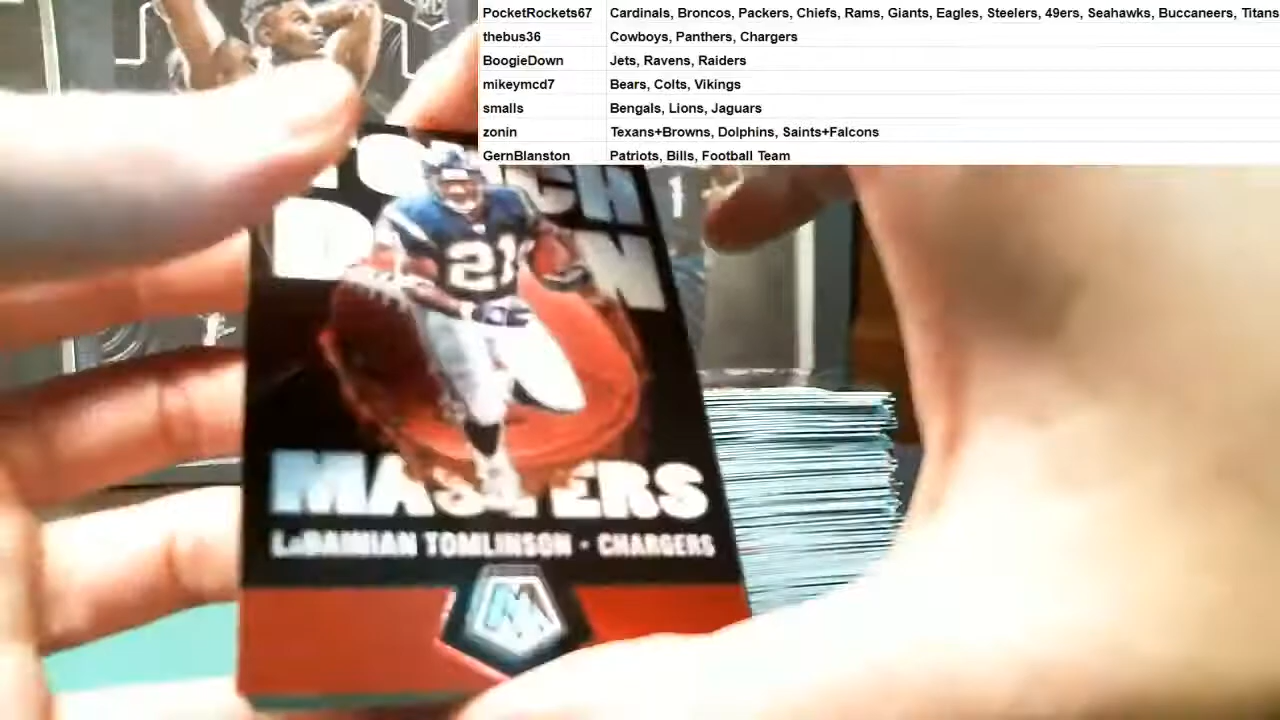 PocketRockets67 Cardinals, Broncos, Packers, Chiefs, Rams, Giants, Eagles, Steelers, 49ers, Seahawks, Buccaneers, Titans
thebus36 Cowboys, Panthers, Chargers
BoogieDown Jets, Ravens, Raiders
mikeymcd7 Bears, Colts, Vikings
smalls Bengals, Lions, Jaguars
zonin Texans+Browns, Dolphins, Saints+Falcons
GernBlanston Patriots, Bills, Football Team
21
MASTERS
LaDAINIAN TOMLINSON - CHARGERS